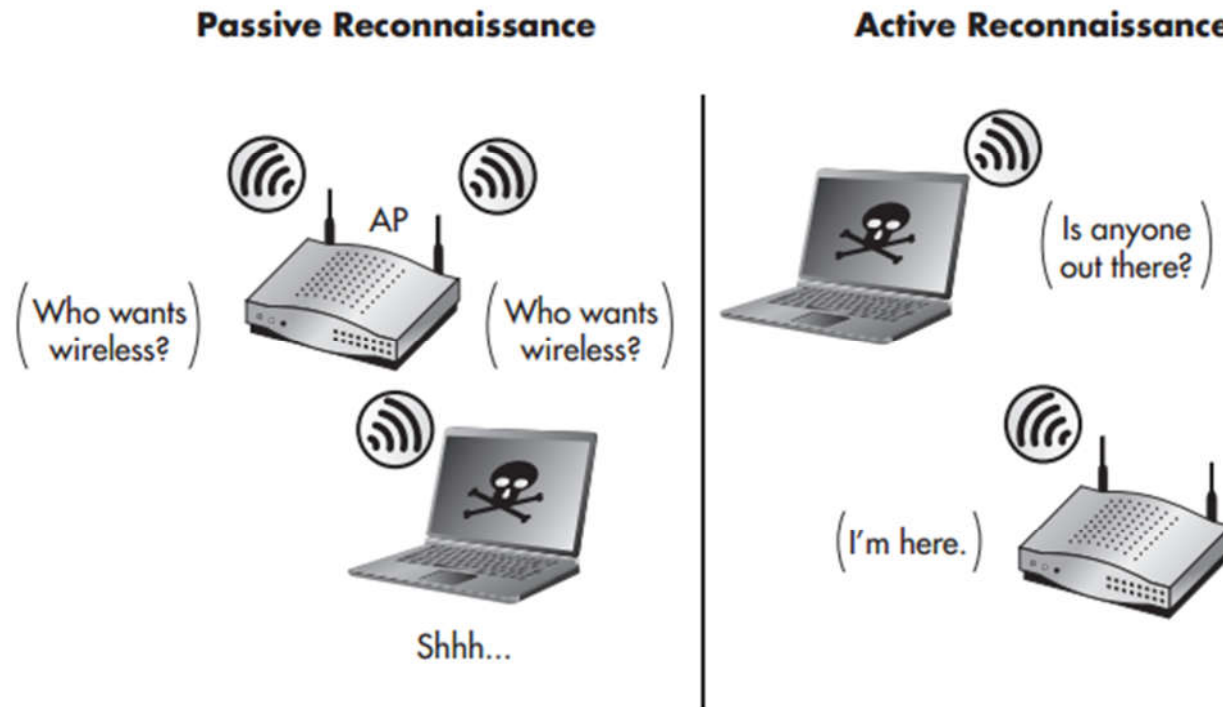 Passive Reconnaissance
Active Reconnaissance
AP
Who wants
wireless?
Who wants
wireless?
Shhh...
Is anyone
out there?
I'm here.